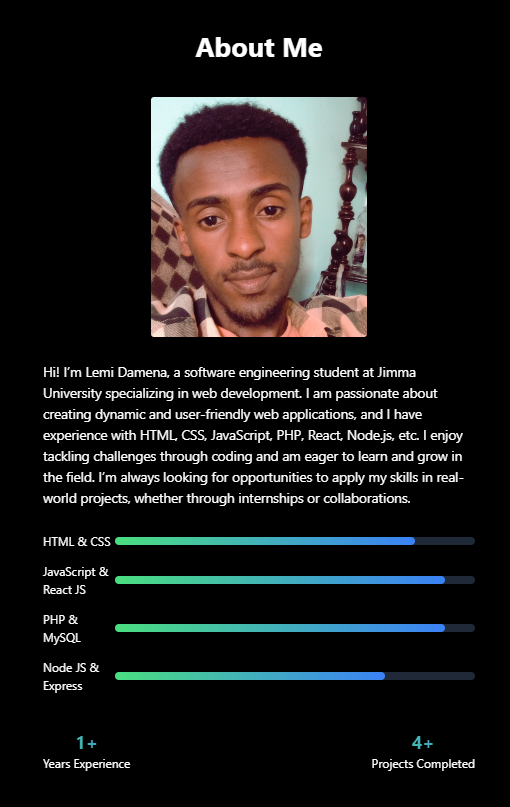 About Me
Hi! I’m Lemi Damena, a software engineering student at Jimma
University specializing in web development. I am passionate about
creating dynamic and user-friendly web applications, and I have
experience with HTML, CSS, JavaScript, PHP, React, Node.js, etc. I enjoy
tackling challenges through coding and am eager to learn and grow in
the field. I’m always looking for opportunities to apply my skills in real-
world projects, whether through internships or collaborations.
HTML & CSS
JavaScript &
React JS
PHP &
MySQL
Node JS &
Express
1+
Years Experience
4+
Projects Completed